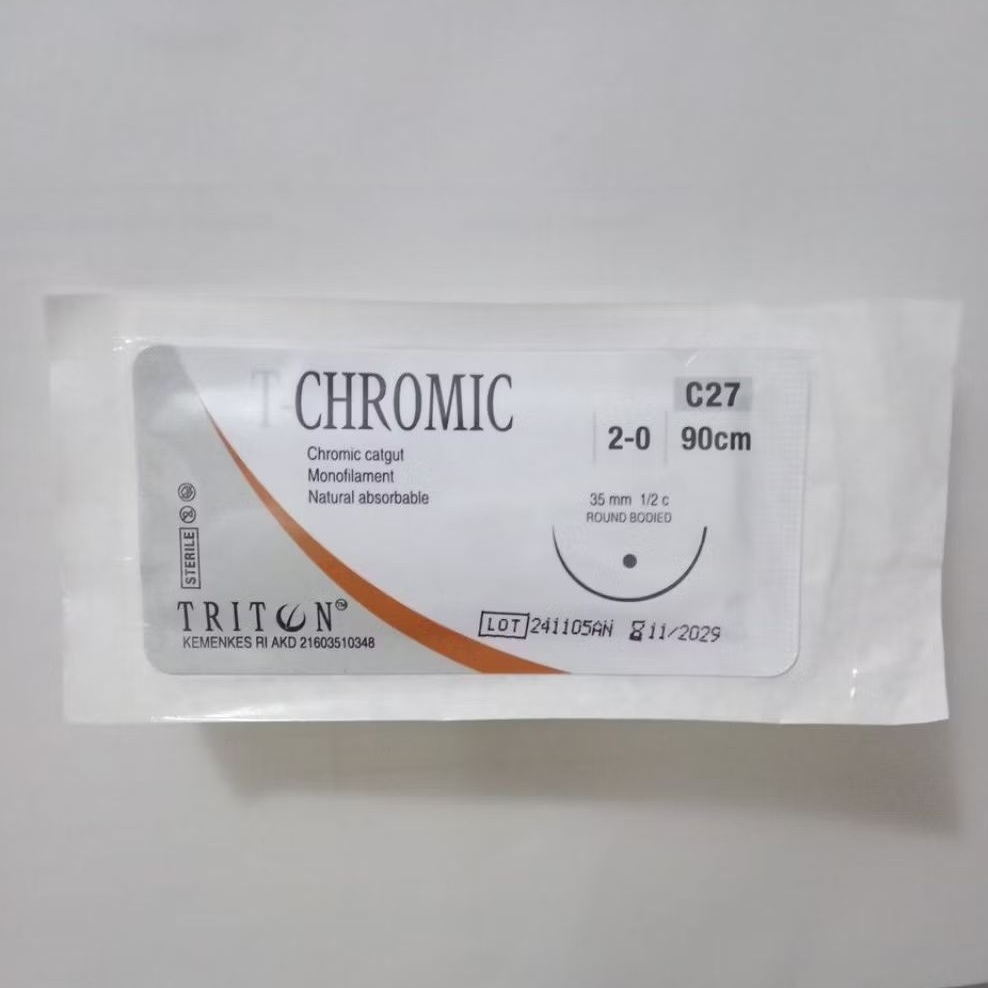 T-CHROMIC
Chromic catgut
Monofilament
Natural absorbable
C27
2-0 90cm
35 mm 1/2 c
ROUND BODIED
STERILE
TRITON™
KEMENKES RI AKD 21603510348
LOT 241105AN 11/2029